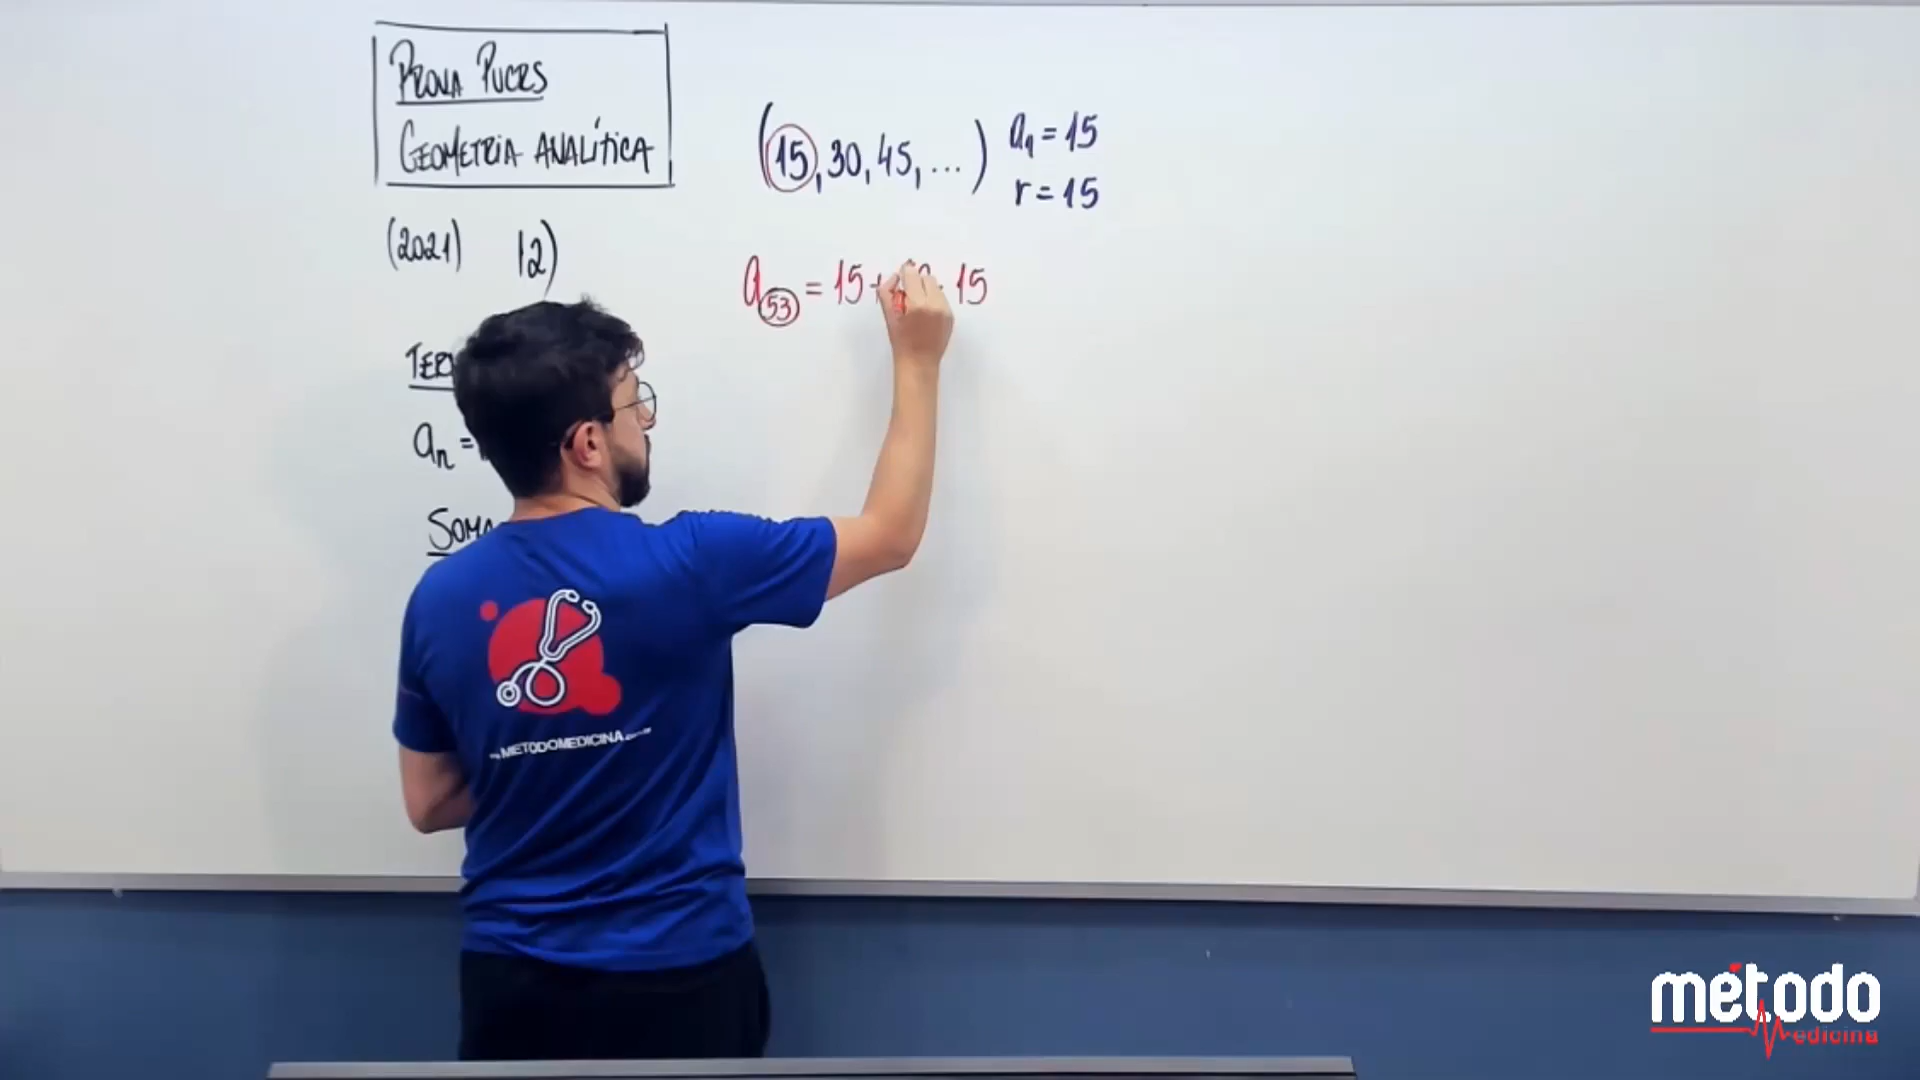 PROVA PUCRS
GEOMETRIA ANALÍTICA
(2021) 12)
(15, 30, 45, ...) a₁ = 15
r = 15
a₅₃ = 15 + · 15
aₙ =
SOMA
METODOMEDICINA
método
medicina